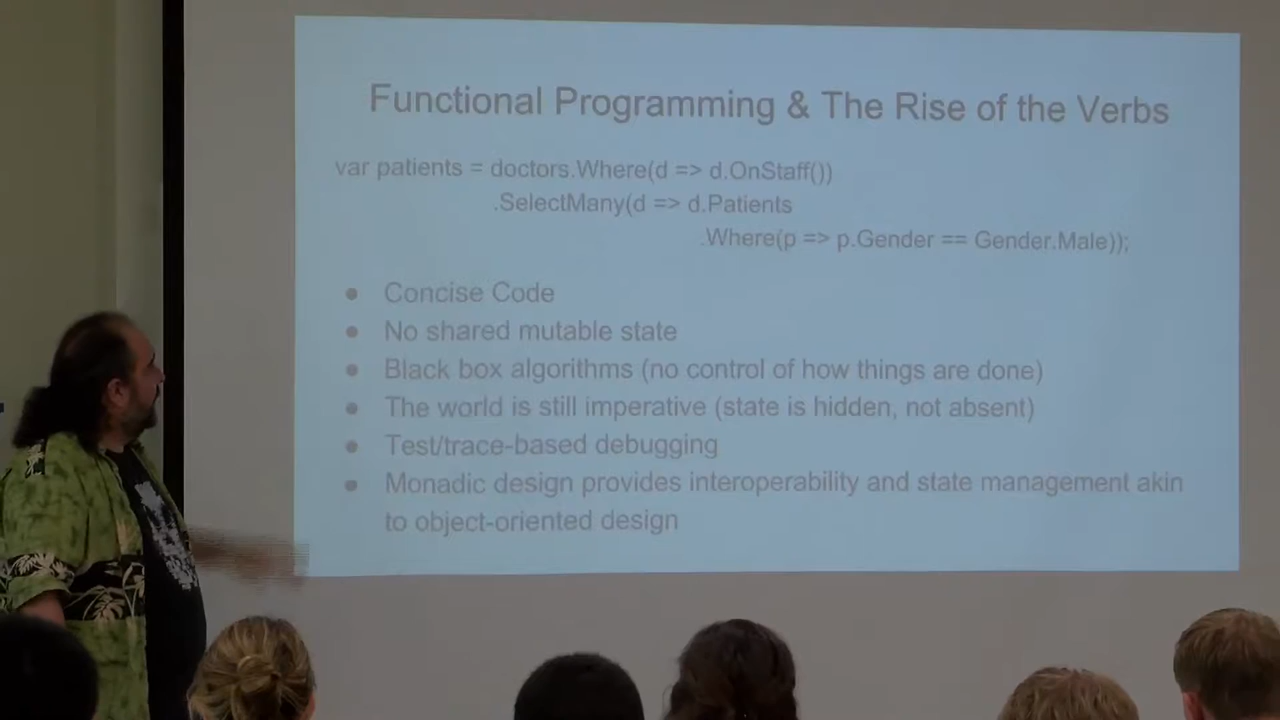 Functional Programming & The Rise of the Verbs
var patients = doctors.Where(d => d.OnStaff())
.SelectMany(d => d.Patients
.Where(p => p.Gender == Gender.Male));
● Concise Code
● No shared mutable state
● Black box algorithms (no control of how things are done)
● The world is still imperative (state is hidden, not absent)
● Test/trace-based debugging
● Monadic design provides interoperability and state management akin
to object-oriented design